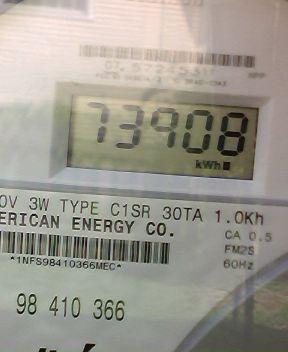 73908
kWh
0V 3W TYPE C1SR 30TA 1.0Kh
ERICAN ENERGY CO.
CA 0.5
FM2S
*1NFS98410366MEC*
60Hz
98 410 366